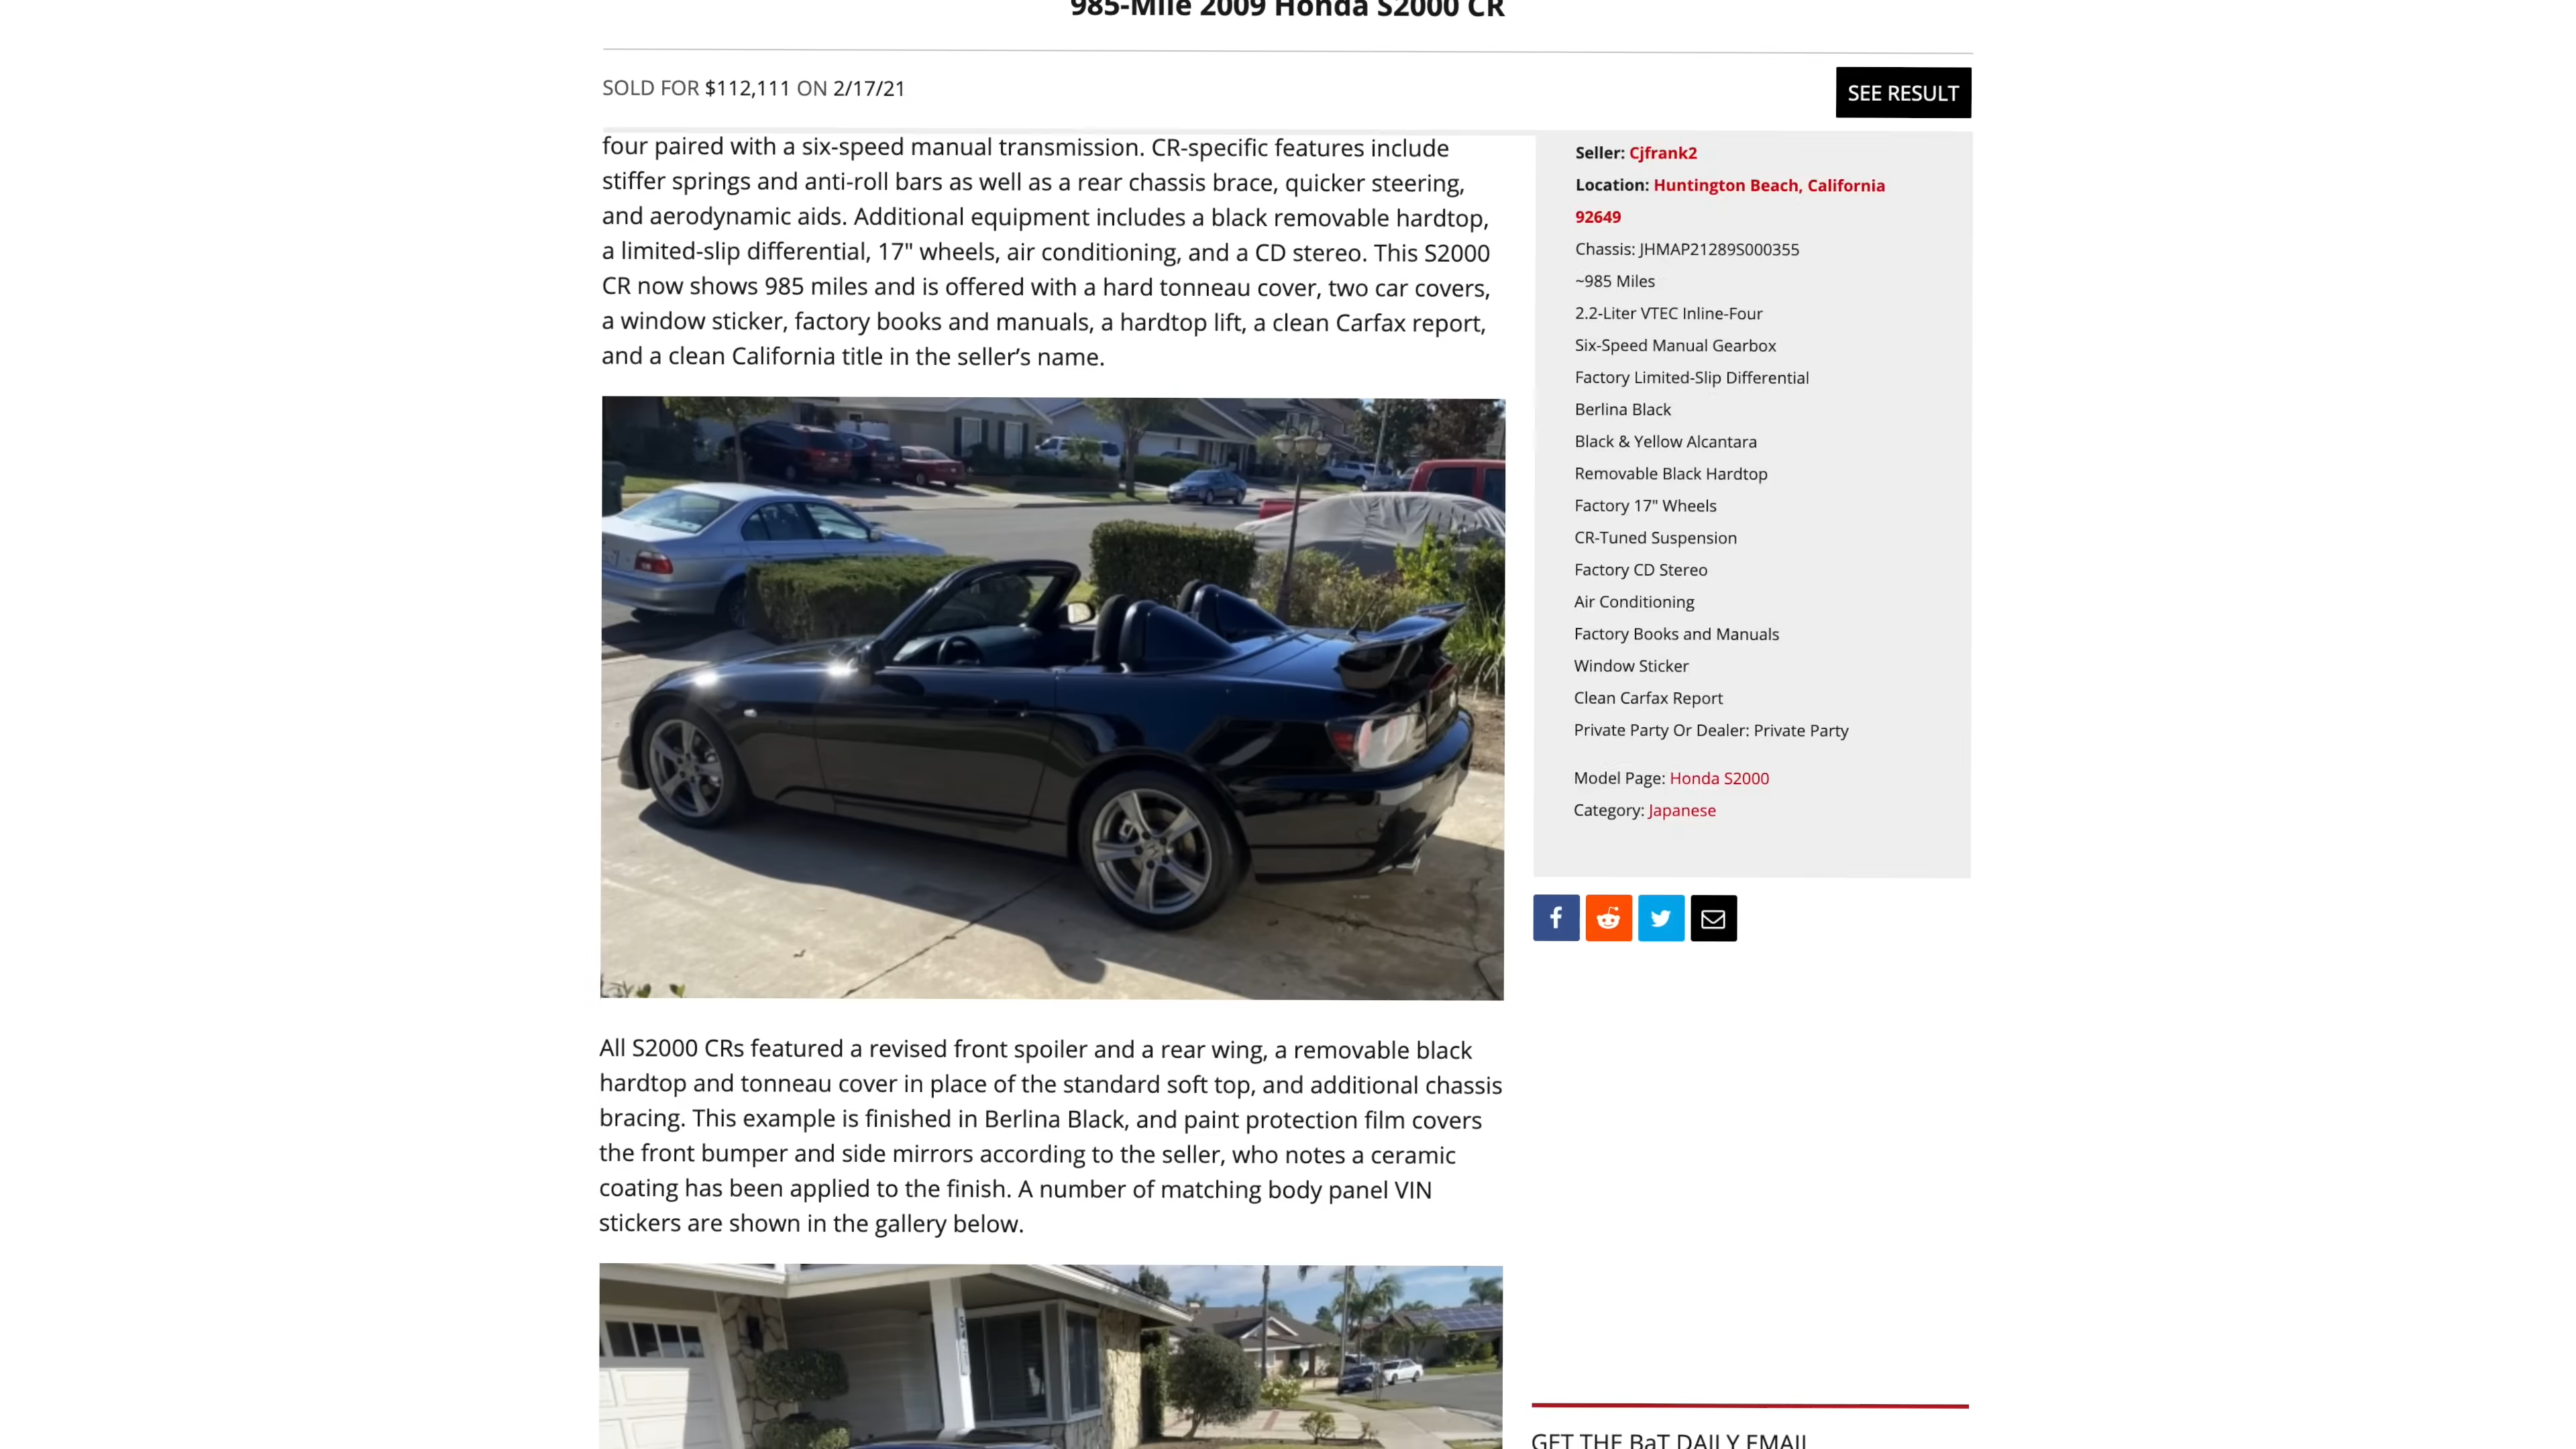 985-Mile 2009 Honda S2000 CR
SOLD FOR $112,111 ON 2/17/21
SEE RESULT
four paired with a six-speed manual transmission. CR-specific features include
stiffer springs and anti-roll bars as well as a rear chassis brace, quicker steering,
and aerodynamic aids. Additional equipment includes a black removable hardtop,
a limited-slip differential, 17" wheels, air conditioning, and a CD stereo. This S2000
CR now shows 985 miles and is offered with a hard tonneau cover, two car covers,
a window sticker, factory books and manuals, a hardtop lift, a clean Carfax report,
and a clean California title in the seller’s name.
All S2000 CRs featured a revised front spoiler and a rear wing, a removable black
hardtop and tonneau cover in place of the standard soft top, and additional chassis
bracing. This example is finished in Berlina Black, and paint protection film covers
the front bumper and side mirrors according to the seller, who notes a ceramic
coating has been applied to the finish. A number of matching body panel VIN
stickers are shown in the gallery below.
Seller: Cjfrank2
Location: Huntington Beach, California
92649
Chassis: JHMAP21289S000355
~985 Miles
2.2-Liter VTEC Inline-Four
Six-Speed Manual Gearbox
Factory Limited-Slip Differential
Berlina Black
Black & Yellow Alcantara
Removable Black Hardtop
Factory 17" Wheels
CR-Tuned Suspension
Factory CD Stereo
Air Conditioning
Factory Books and Manuals
Window Sticker
Clean Carfax Report
Private Party Or Dealer: Private Party
Model Page: Honda S2000
Category: Japanese
GET THE BaT DAILY EMAIL